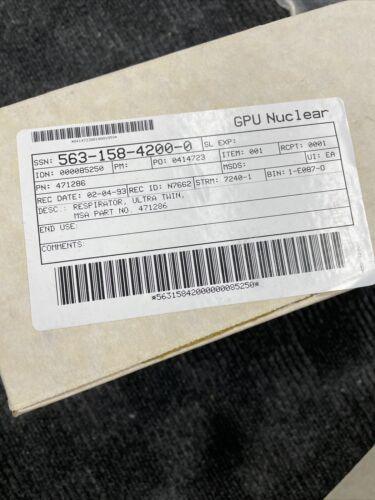 GPU Nuclear
SSN: 563-158-4200-0 SL EXP:
IDN: 000085250 PM: PO: 0414723 ITEM: 001 RCPT: 0001
PN: 471286 MSDS: UI: EA
REC DATE: 02-04-93 REC ID: N7662 STRM: 7240-1 BIN: 1-E087-D
DESC.: RESPIRATOR, ULTRA TWIN,
MSA PART NO. 471286
END USE:
COMMENTS:
*5631584200000000085250*